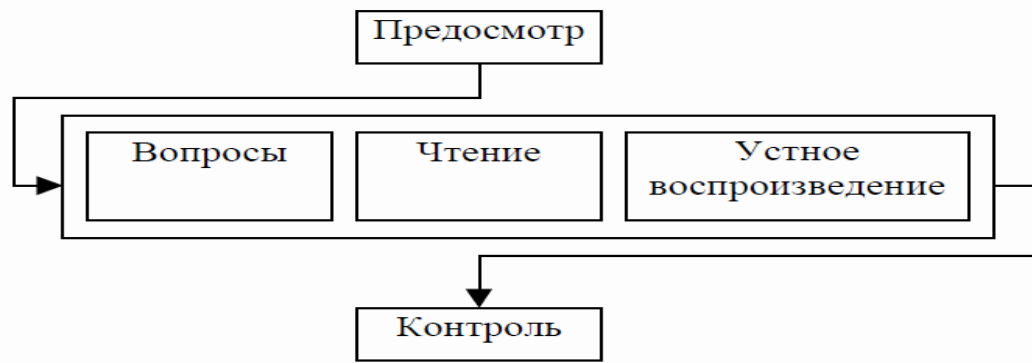 Предосмотр
Вопросы
Чтение
Устное
воспроизведение
Контроль